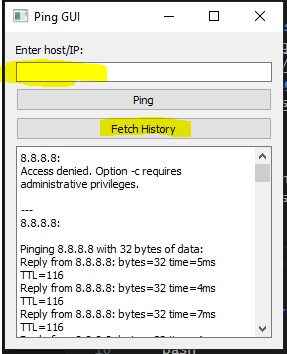 Ping GUI
Enter host/IP:
Ping
Fetch History
8.8.8.8:
Access denied. Option -c requires
administrative privileges.
---
8.8.8.8:
Pinging 8.8.8.8 with 32 bytes of data:
Reply from 8.8.8.8: bytes=32 time=5ms
TTL=116
Reply from 8.8.8.8: bytes=32 time=4ms
TTL=116
Reply from 8.8.8.8: bytes=32 time=7ms
TTL=116